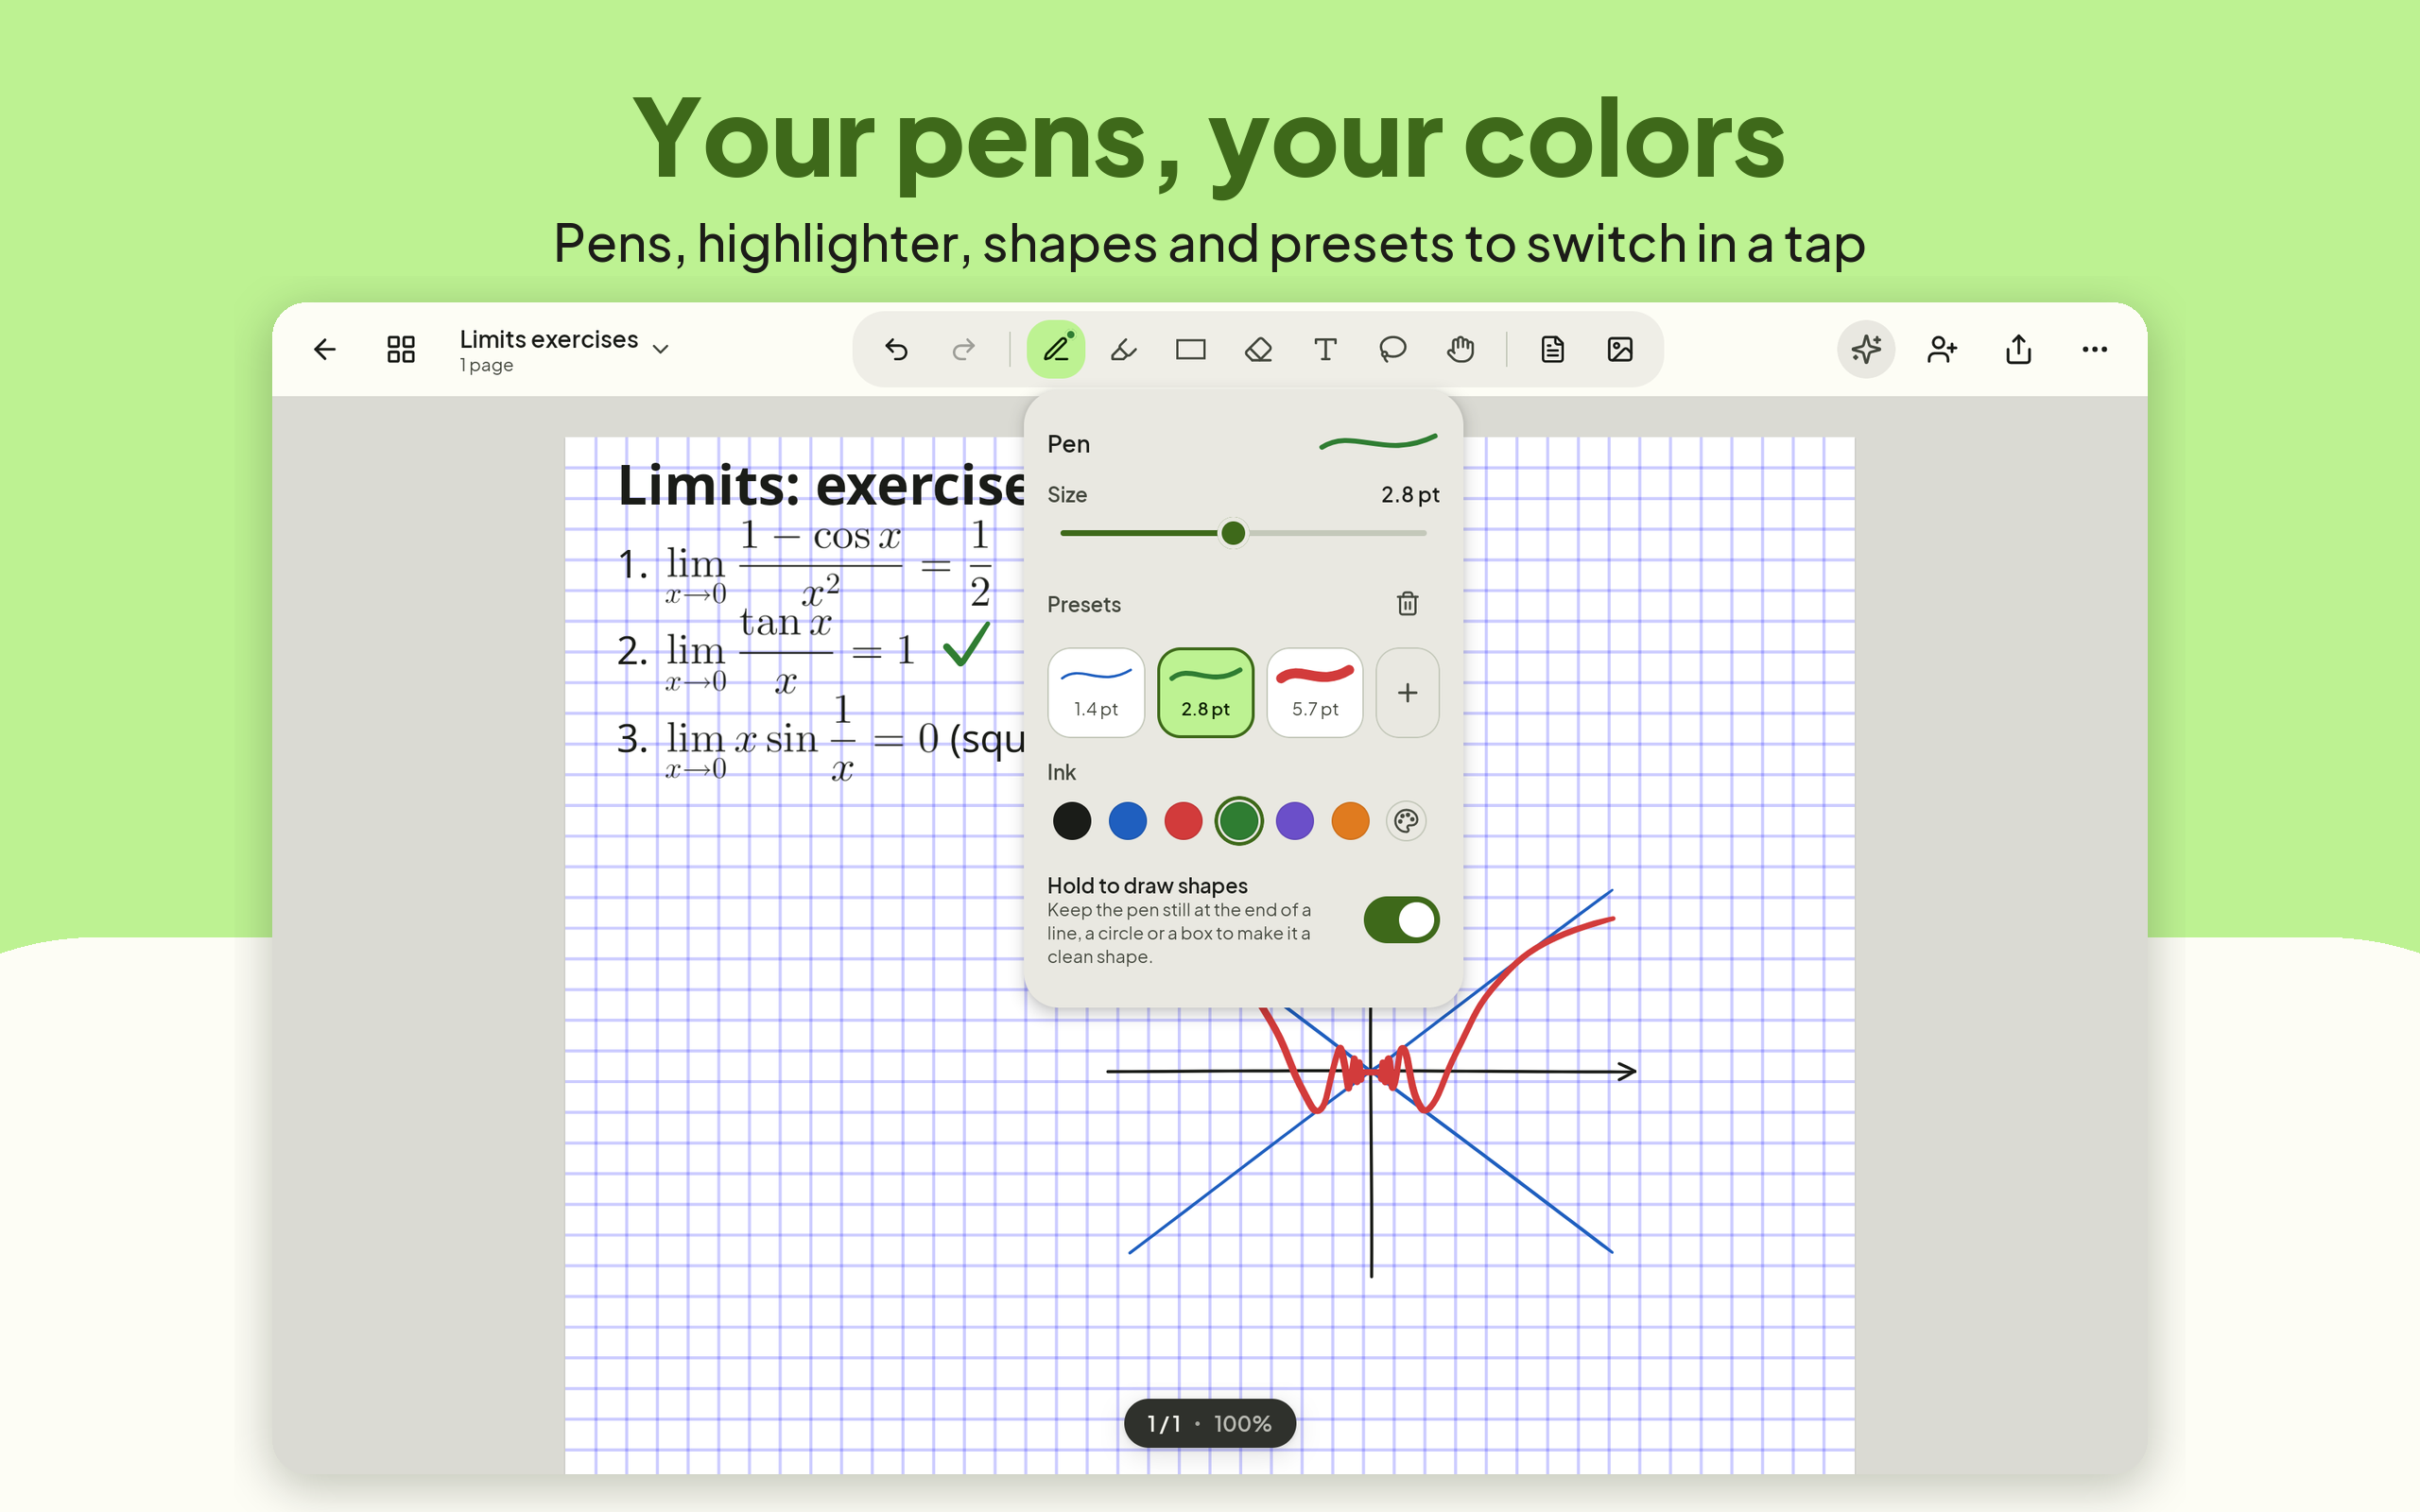 Your pens, your colors
Pens, highlighter, shapes and presets to switch in a tap
Limits exercises
1 page
Pen
Size 2.8 pt
Presets
1.4 pt 2.8 pt 5.7 pt
Ink
Hold to draw shapes
Keep the pen still at the end of a
line, a circle or a box to make it a
clean shape.
Limits: exercise
1. lim x→0 (1 − cos x)/x² = 1/2
2. lim x→0 (tan x)/x = 1 ✓
3. lim x→0 x sin 1/x = 0 (squ
1/1 · 100%